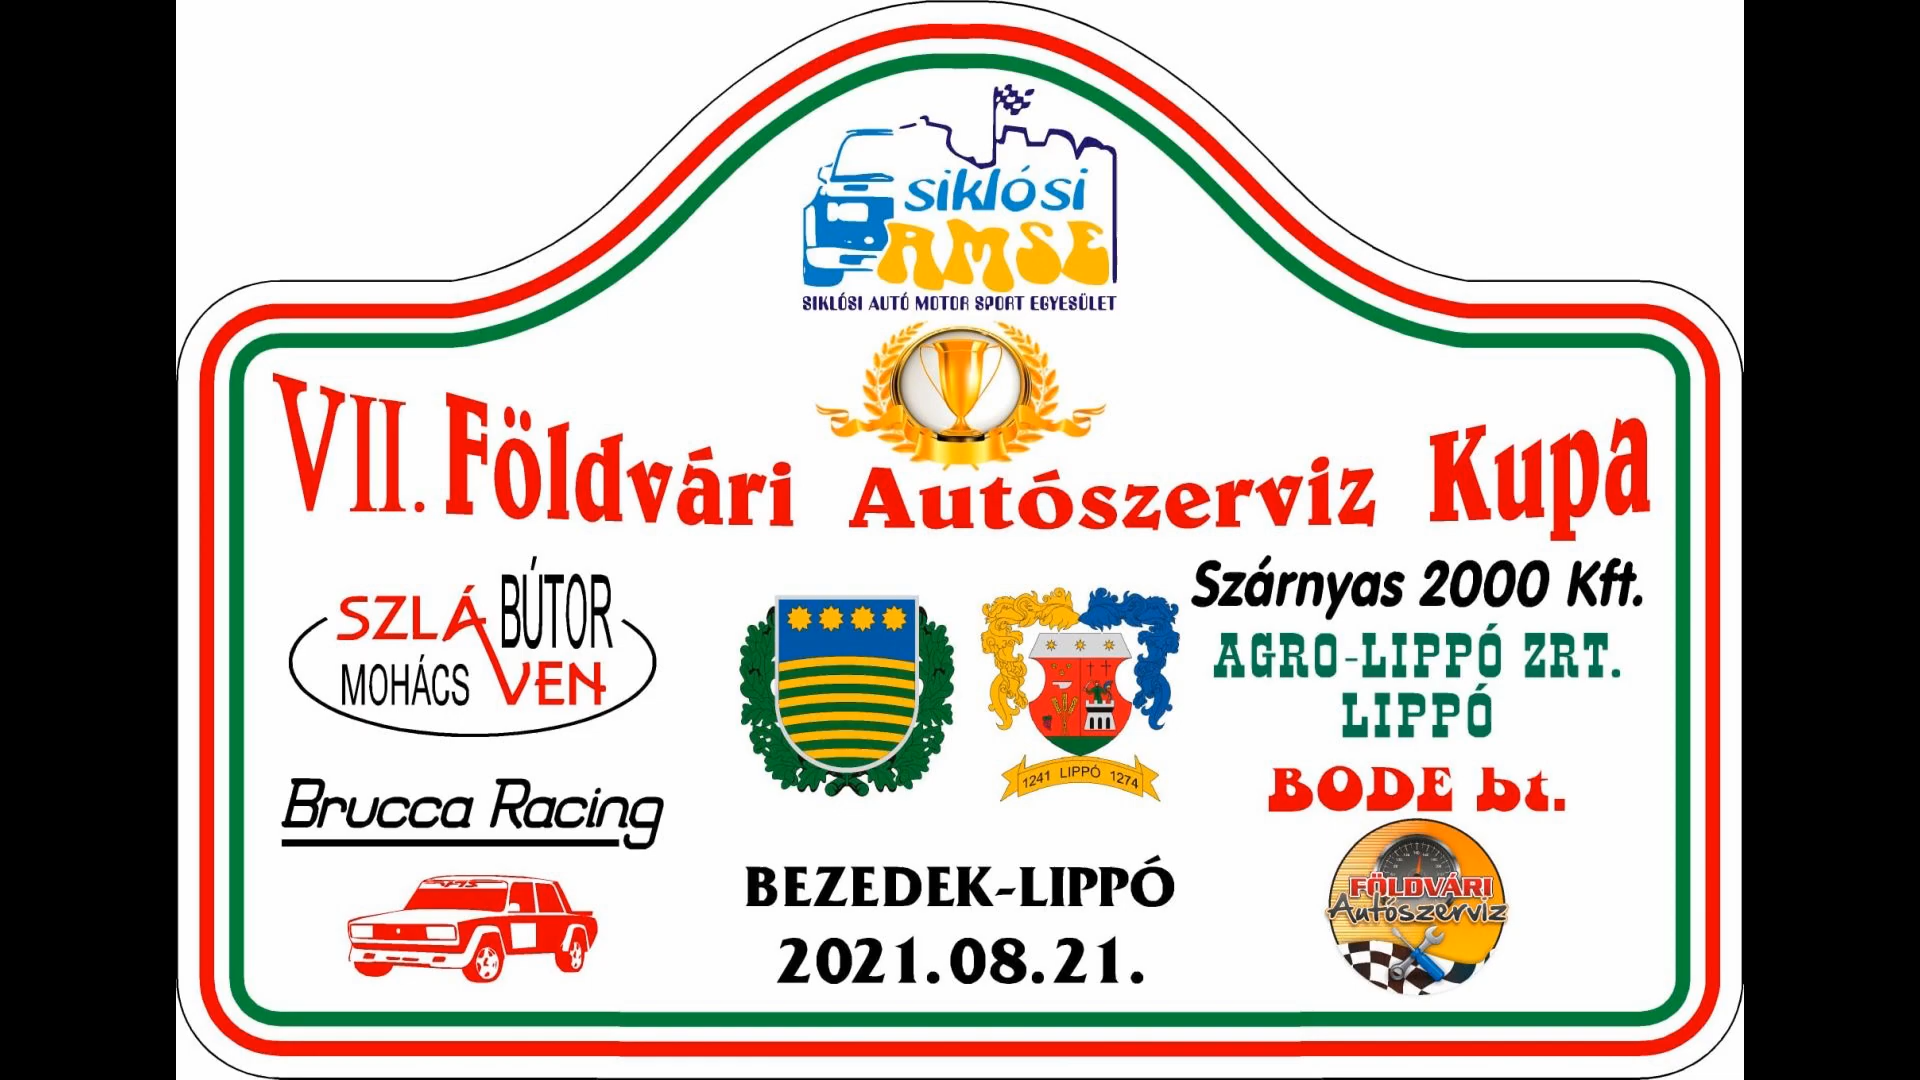 siklósi
AMSE
SIKLÓSI AUTÓ MOTOR SPORT EGYESÜLET
VII. Földvári Autószerviz Kupa
SZLÁ BÚTOR
MOHÁCS VEN
Brucca Racing
1241 LIPPÓ 1274
BEZEDEK-LIPPÓ
2021.08.21.
Szárnyas 2000 Kft.
AGRO-LIPPÓ ZRT.
LIPPÓ
BODE bt.
FÖLDVÁRI
Autószerviz